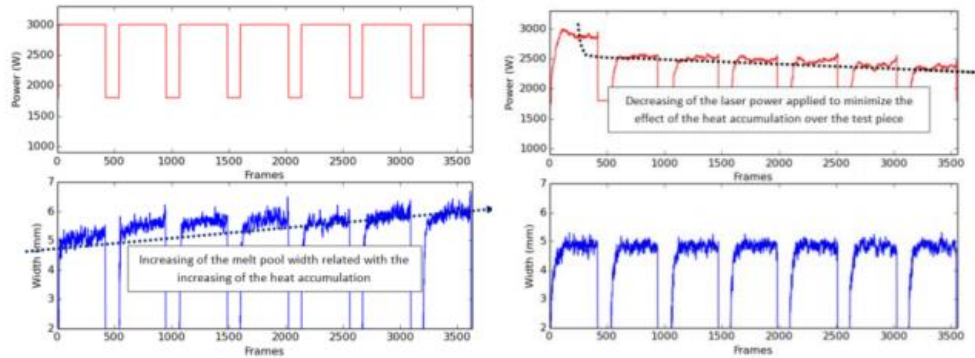 3000
2500
2000
1500
1000
Power (W)
0 500 1000 1500 2000 2500 3000 3500
Frames
7
6
5
4
3
2
Width (mm)
Increasing of the melt pool width related with the
increasing of the heat accumulation
0 500 1000 1500 2000 2500 3000 3500
Frames
3000
2500
2000
1500
1000
Power (W)
Decreasing of the laser power applied to minimize the
effect of the heat accumulation over the test piece
0 500 1000 1500 2000 2500 3000 3500
Frames
7
6
5
4
3
2
Width (mm)
0 500 1000 1500 2000 2500 3000 3500
Frames